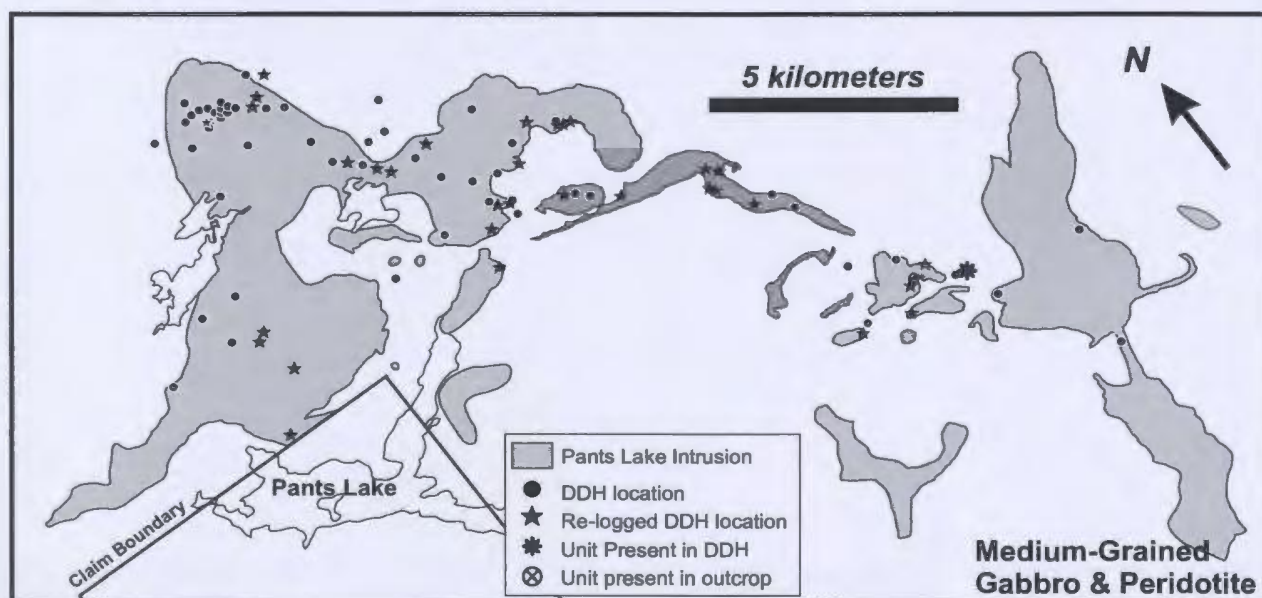 5 kilometers
N
Pants Lake
Claim Boundary
Pants Lake Intrusion
DDH location
Re-logged DDH location
Unit Present in DDH
Unit present in outcrop
Medium-Grained
Gabbro & Peridotite